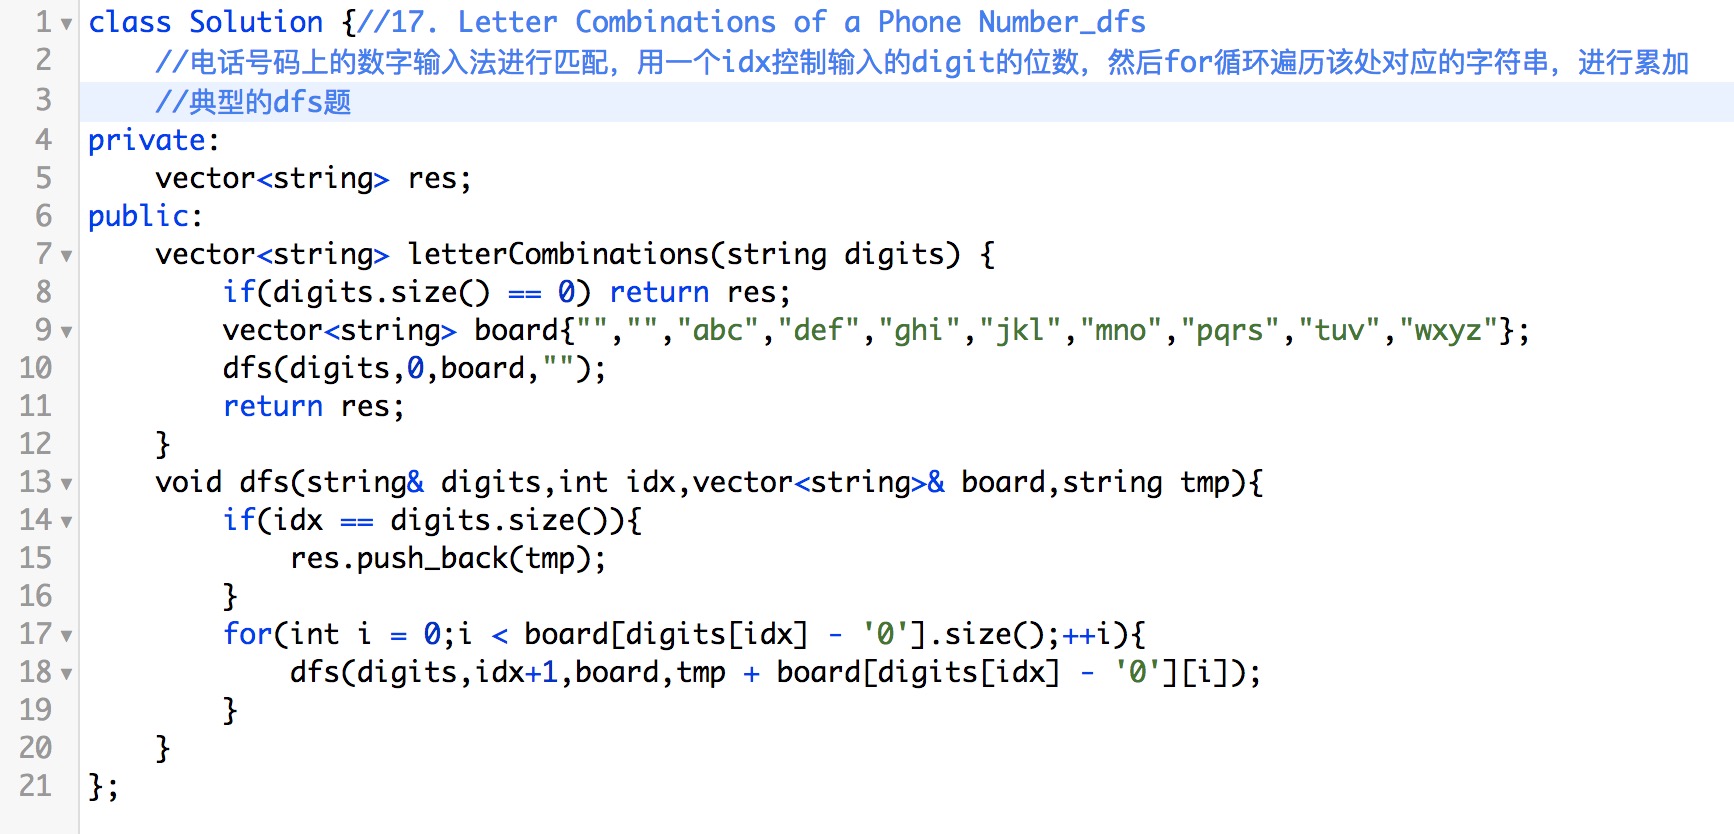 1 class Solution {//17. Letter Combinations of a Phone Number_dfs
2 //电话号码上的数字输入法进行匹配，用一个idx控制输入的digit的位数，然后for循环遍历该处对应的字符串，进行累加
3 //典型的dfs题
4 private:
5 vector<string> res;
6 public:
7 vector<string> letterCombinations(string digits) {
8 if(digits.size() == 0) return res;
9 vector<string> board{"","","abc","def","ghi","jkl","mno","pqrs","tuv","wxyz"};
10 dfs(digits,0,board,"");
11 return res;
12 }
13 void dfs(string& digits,int idx,vector<string>& board,string tmp){
14 if(idx == digits.size()){
15 res.push_back(tmp);
16 }
17 for(int i = 0;i < board[digits[idx] - '0'].size();++i){
18 dfs(digits,idx+1,board,tmp + board[digits[idx] - '0'][i]);
19 }
20 }
21 };